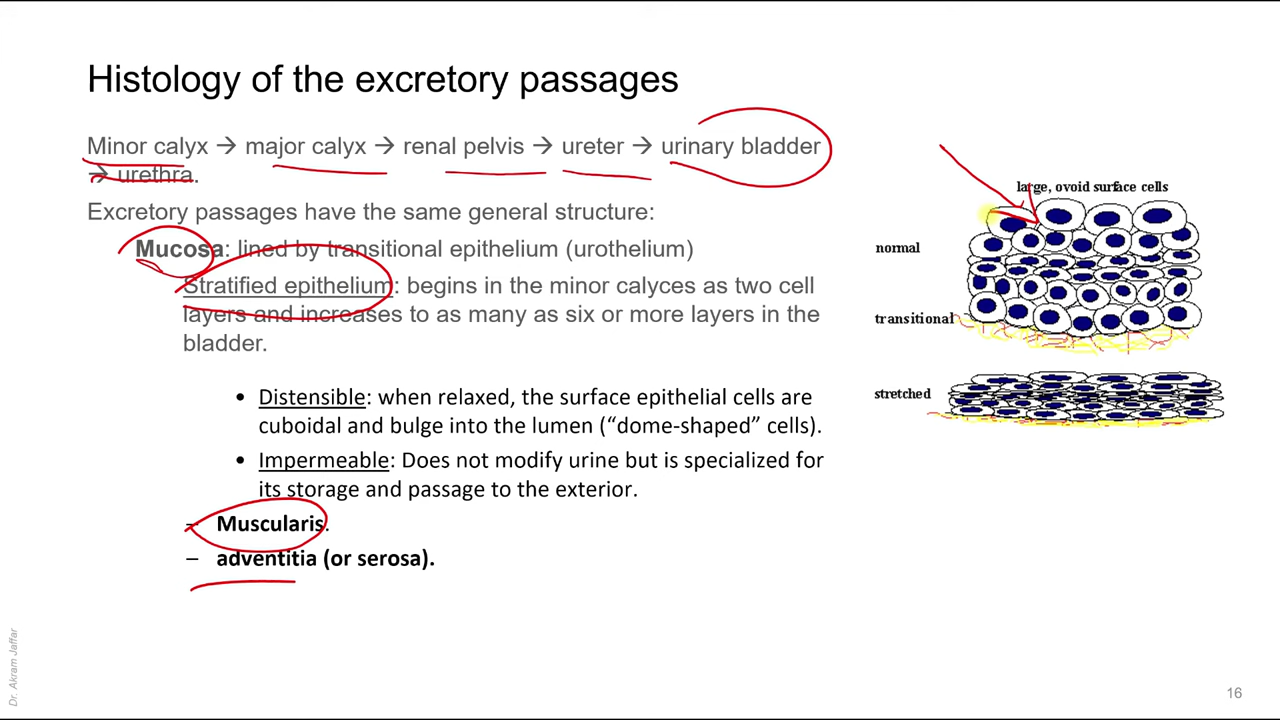 Histology of the excretory passages
Minor calyx → major calyx → renal pelvis → ureter → urinary bladder
→ urethra.
Excretory passages have the same general structure:
Mucosa: lined by transitional epithelium (urothelium)
Stratified epithelium: begins in the minor calyces as two cell
layers and increases to as many as six or more layers in the
bladder.
• Distensible: when relaxed, the surface epithelial cells are
cuboidal and bulge into the lumen (“dome-shaped” cells).
• Impermeable: Does not modify urine but is specialized for
its storage and passage to the exterior.
– Muscularis.
– adventitia (or serosa).
large, ovoid surface cells
normal
transitional
stretched
Dr. Akram Jaffar
16